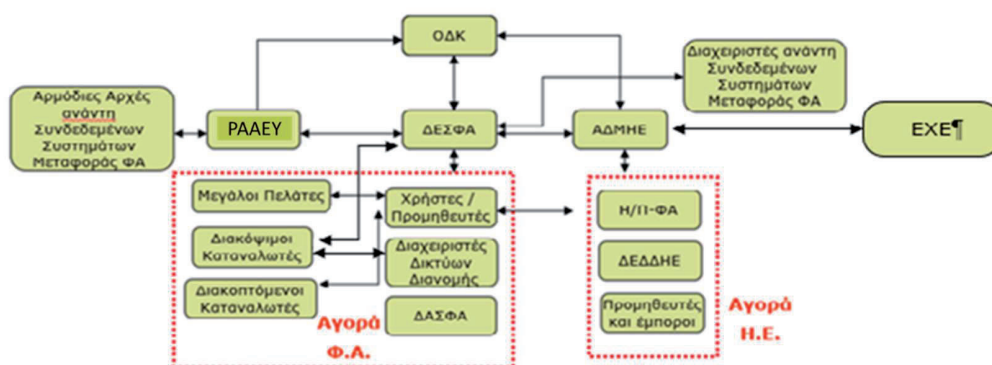 ΟΔΚ
Διαχειριστές ανάντη
Συνδεδεμένων
Συστημάτων
Μεταφοράς ΦΑ
Αρμόδιες Αρχές
ανάντη
Συνδεδεμένων
Συστημάτων
Μεταφοράς ΦΑ
ΡΑΑΕΥ
ΔΕΣΦΑ
ΑΔΜΗΕ
ΕΧΕ¶
Μεγάλοι Πελάτες
Χρήστες /
Προμηθευτές
Διακόψιμοι
Καταναλωτές
Διαχειριστές
Δικτύων
Διανομής
Διακοπτόμενοι
Καταναλωτές
ΔΑΣΦΑ
Αγορά
Φ.Α.
Η/Π-ΦΑ
ΔΕΔΔΗΕ
Προμηθευτές
και έμποροι
Αγορά
Η.Ε.